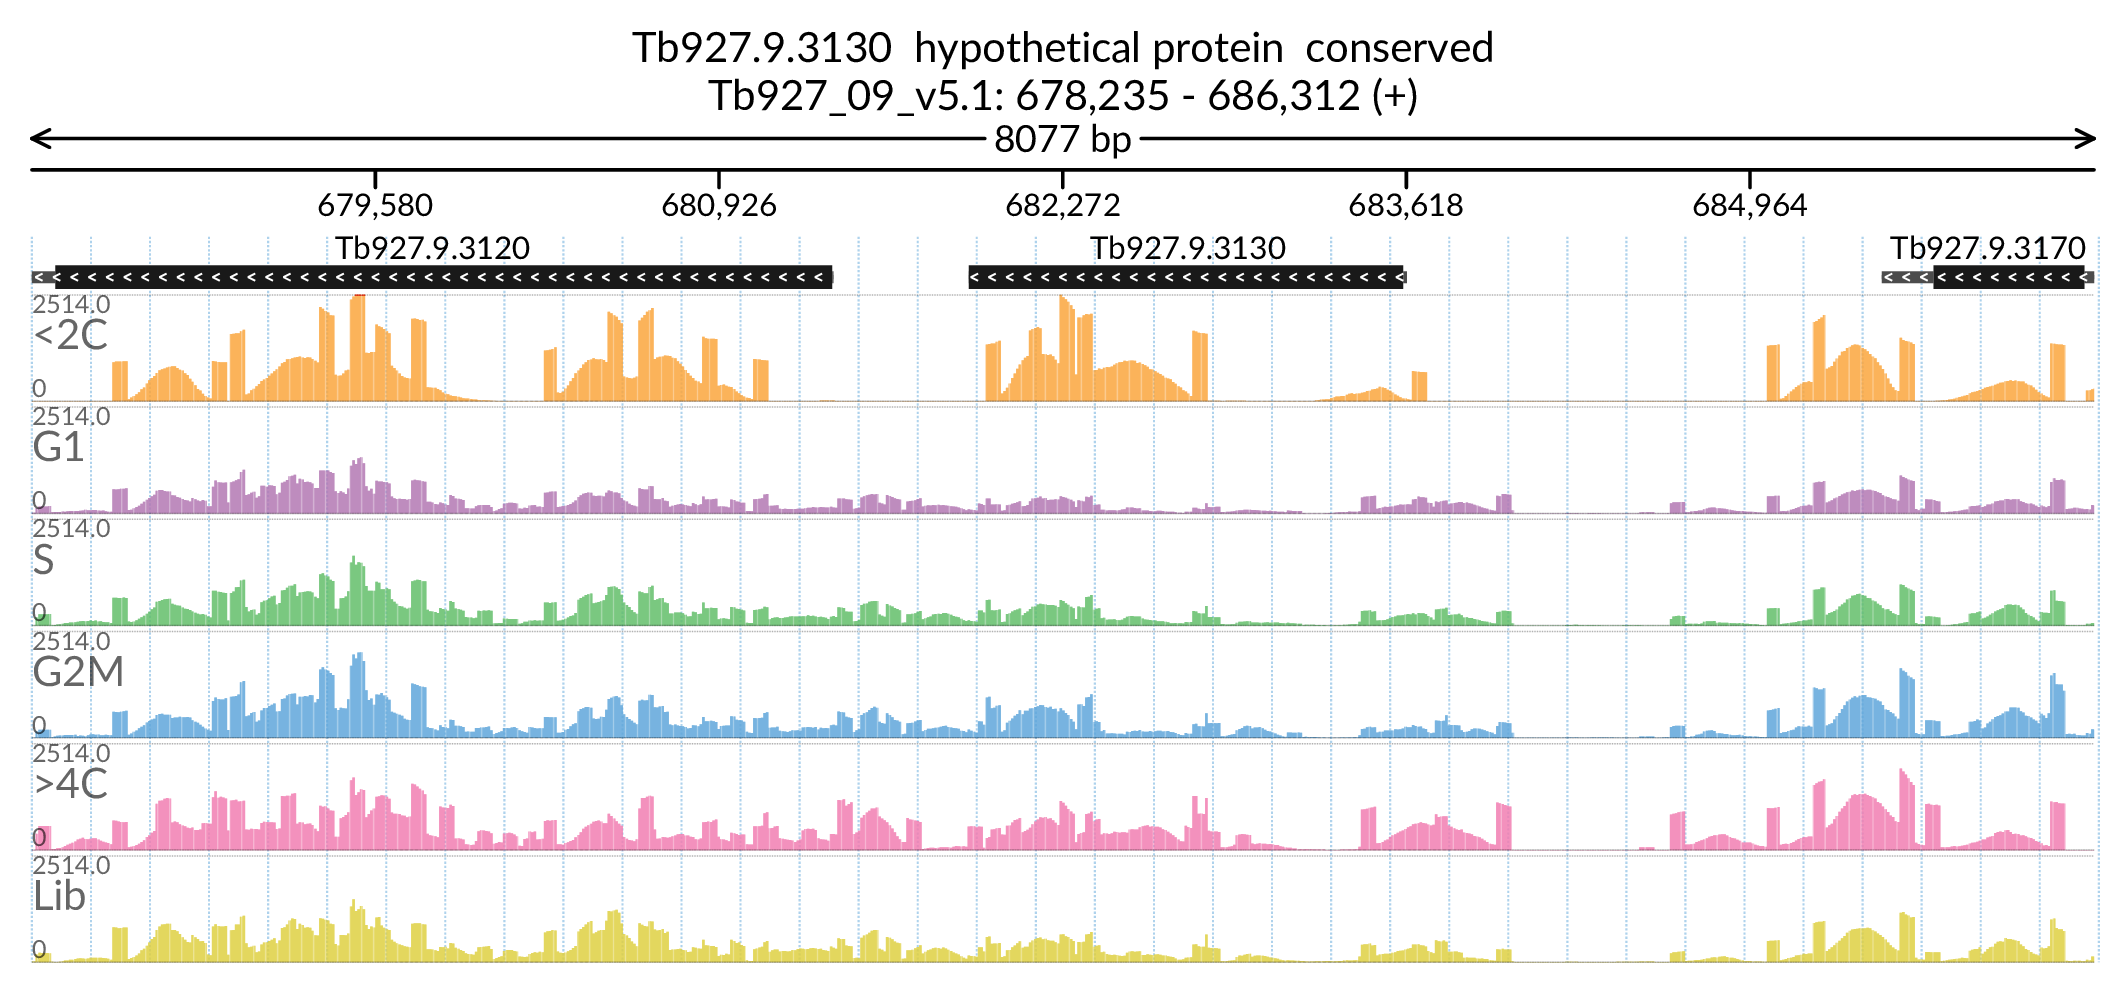 Tb927.9.3130 hypothetical protein conserved
Tb927_09_v5.1: 678,235 - 686,312 (+)
8077 bp
679,580 680,926 682,272 683,618 684,964
Tb927.9.3120 Tb927.9.3130 Tb927.9.3170
2514.0
<2C
0
2514.0
G1
0
2514.0
S
0
2514.0
G2M
0
2514.0
>4C
0
2514.0
Lib
0